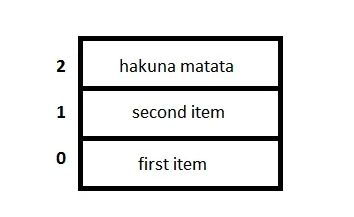 2 hakuna matata
1 second item
0 first item